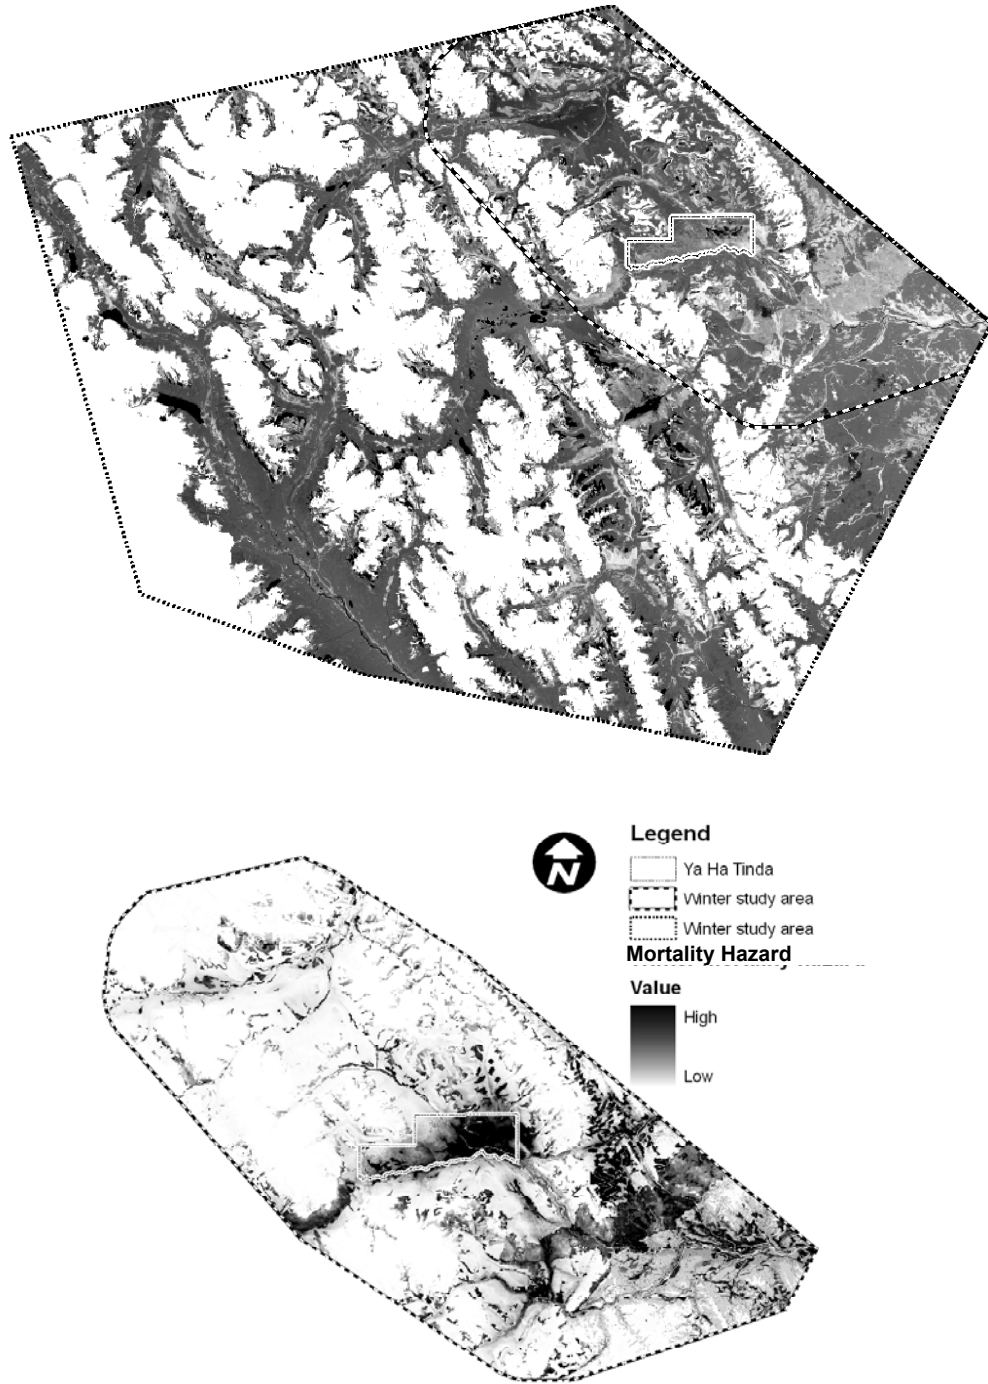 N
Legend
Ya Ha Tinda
Winter study area
Winter study area
Mortality Hazard
Value
High
Low